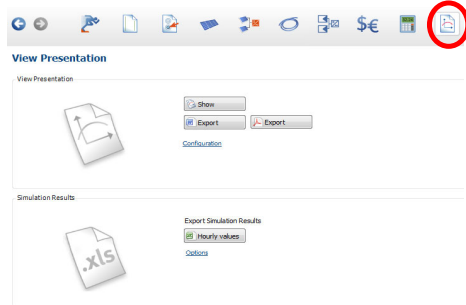 $€
View Presentation
View Presentation
Show
Export
Export
Configuration
Simulation Results
Export Simulation Results
Hourly values
Options
.xls